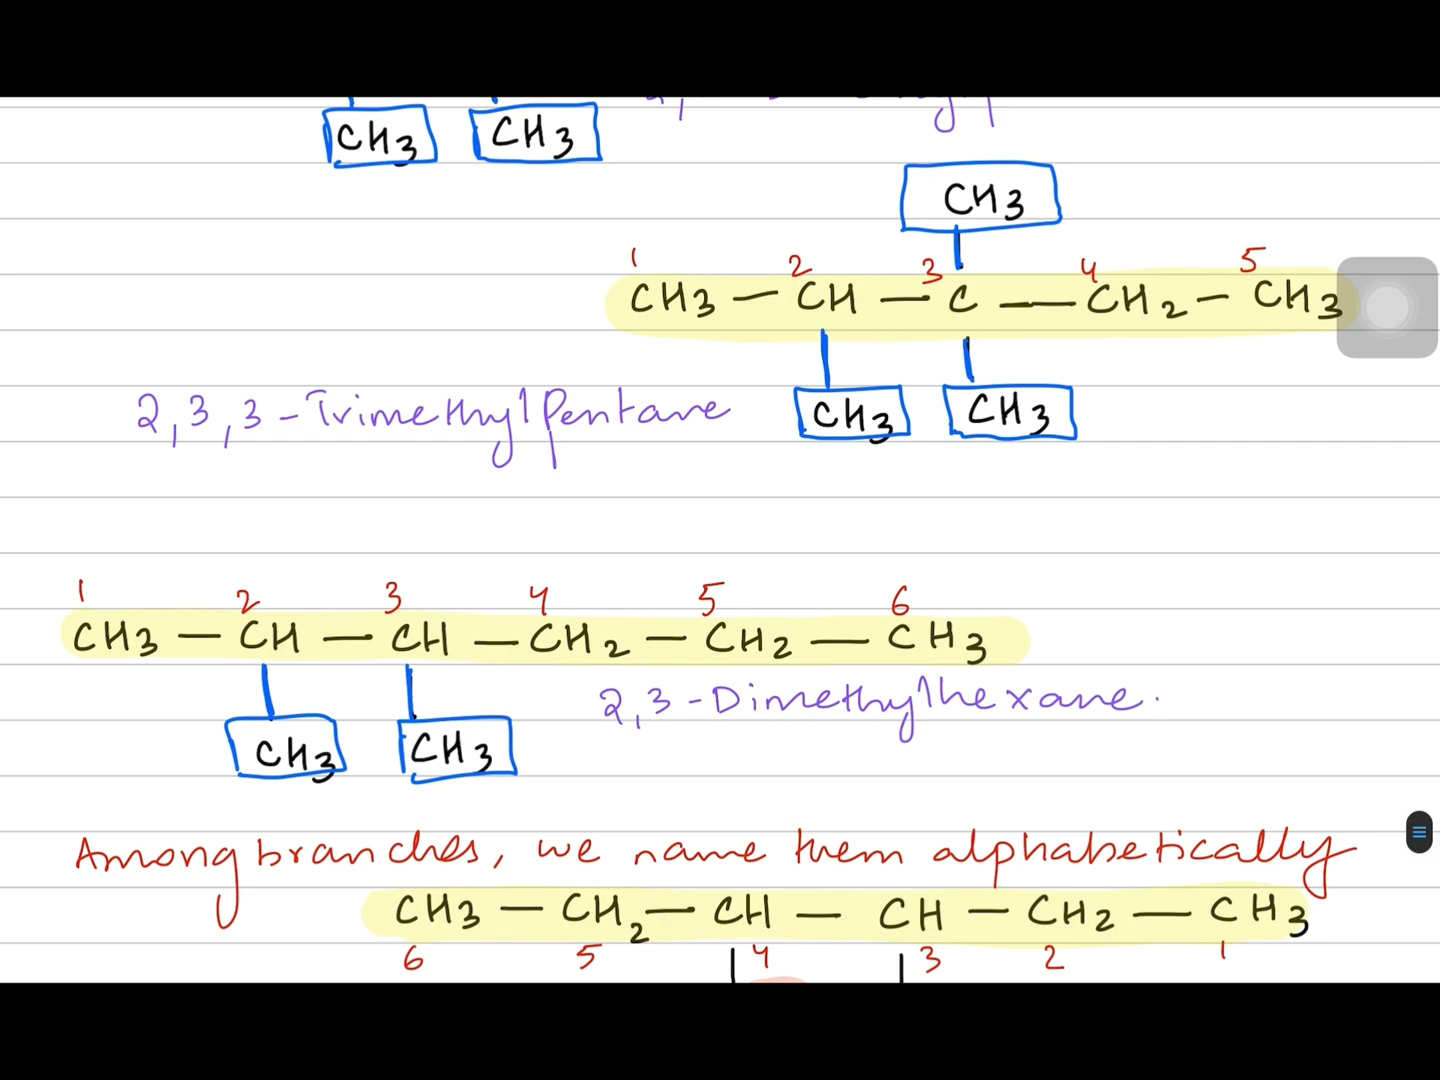 CH3 CH3
CH3
1 2 3 4 5
CH3 — CH — C — CH2 — CH3
2,3,3-TrimethylPentane
CH3 CH3
1 2 3 4 5 6
CH3 — CH — CH — CH2 — CH2 — CH3
2,3-Dimethylhexane.
CH3 CH3
Among branches, we name them alphabetically
CH3 — CH2 — CH — CH — CH2 — CH3
6 5 4 3 2 1